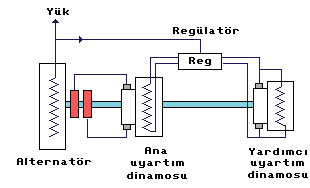 Yük
Regülatör
Reg
Alternatör
Ana
uyartım
dinamosu
Yardımcı
uyartım
dinamosu